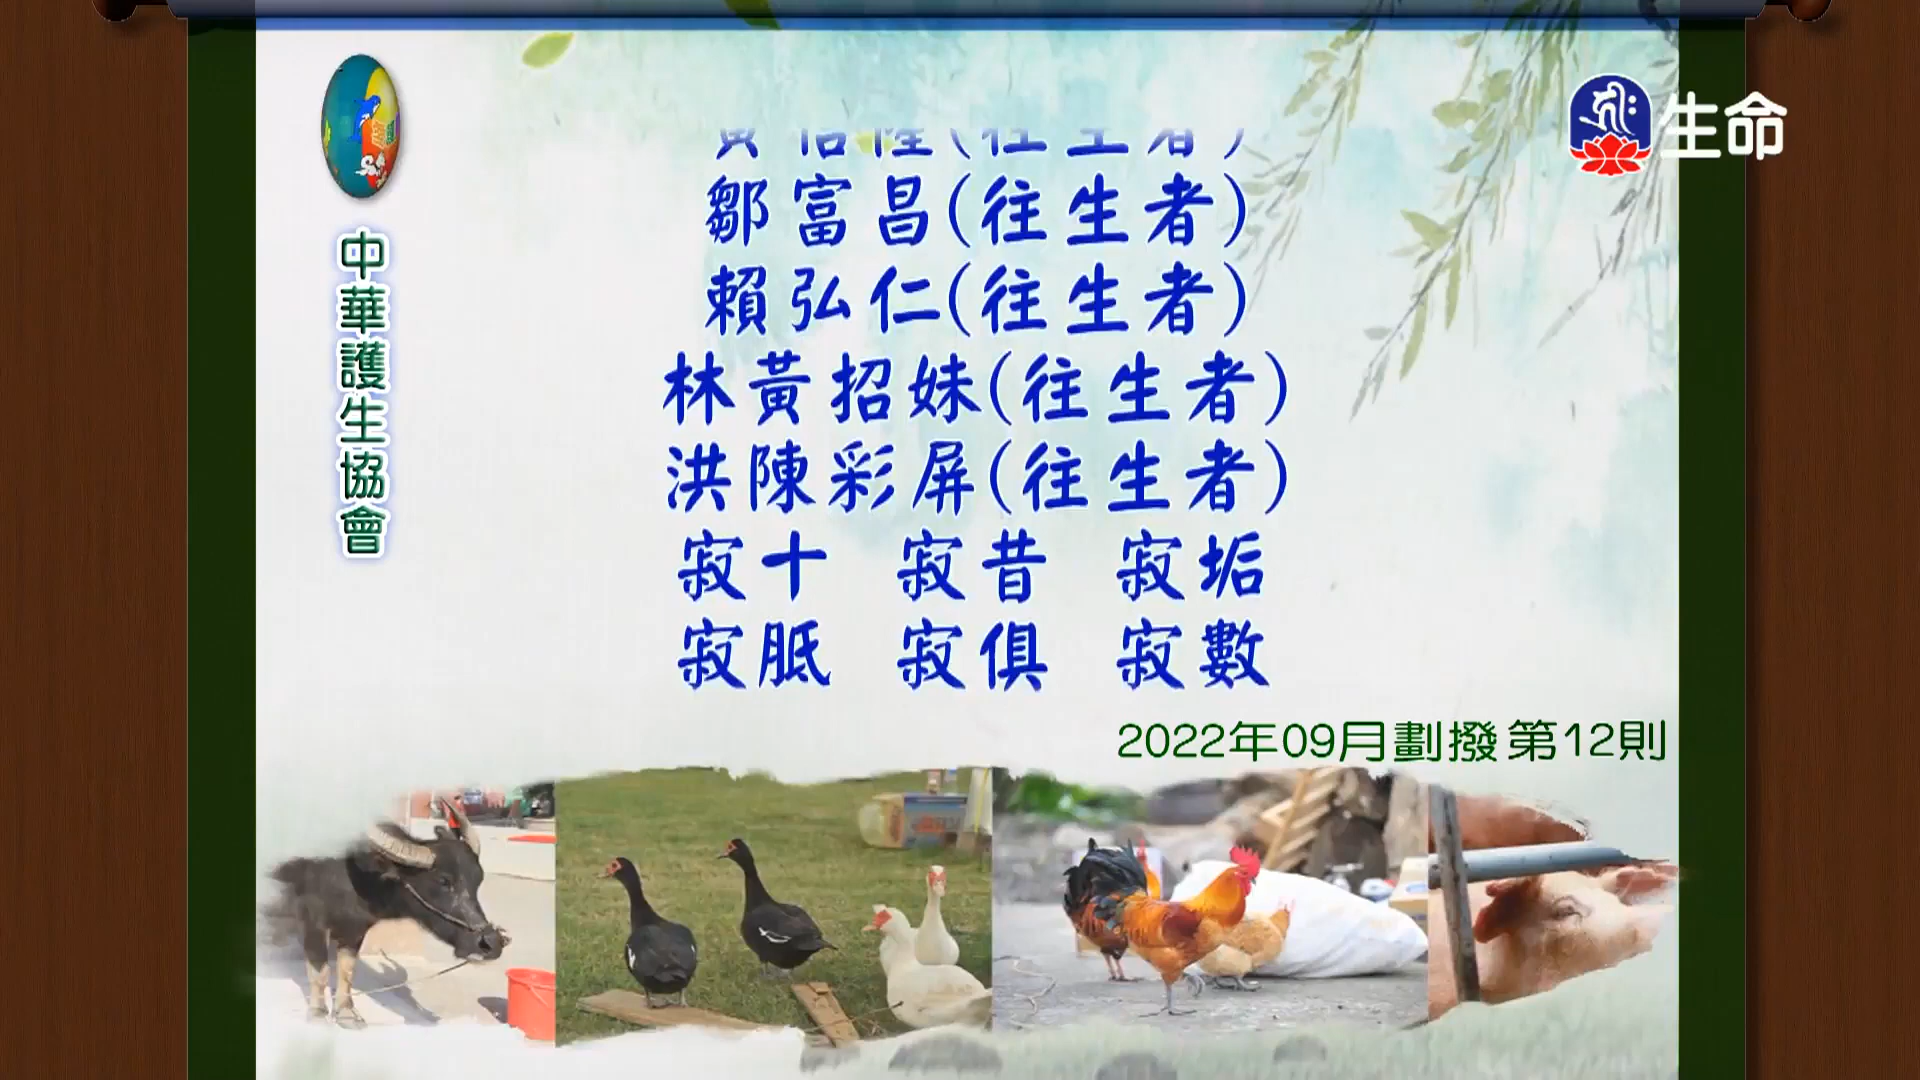 生命
中華護生協會
鄒富昌(往生者)
賴弘仁(往生者)
林黃招妹(往生者)
洪陳彩屏(往生者)
寂十 寂昔 寂垢
寂胝 寂俱 寂數
2022年09月劃撥第12則